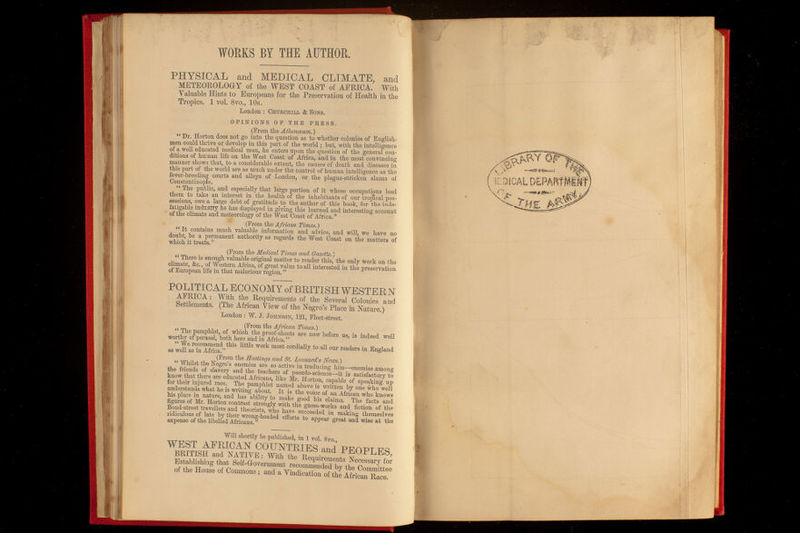 WORKS BY THE AUTHOR.
PHYSICAL and MEDICAL CLIMATE, and
METEOROLOGY of the WEST COAST of AFRICA. With
Valuable Hints to Europeans for the Preservation of Health in the
Tropics. 1 vol. 8vo., 10s.
London: CHURCHILL & SONS.
OPINIONS OF THE PRESS.
(From the Athenæum.)
“Dr. Horton does not go into the question as to whether colonies of English-
men could thrive or develop in this part of the world; but, with the intelligence
of a well educated medical man, he enters upon the question of the general con-
ditions of human life on the West Coast of Africa, and in the most convincing
manner shows that, to a considerable extent, the causes of death and diseases in
this part of the world are as much under the control of human intelligence as the
fever-breeding courts and alleys of London, or the plague-stricken slums of
Constantinople.
“The public, and especially that large portion of it whose occupations lead
them to take an interest in the health of the inhabitants of our tropical pos-
sessions, owe a large debt of gratitude to the author of this book, for the inde-
fatigable industry he has displayed in giving this learned and interesting account
of the climate and meteorology of the West Coast of Africa.”
(From the African Times.)
“It contains much valuable information and advice, and will, we have no
doubt, be a permanent authority as regards the West Coast on the matters of
which it treats.”
(From the Medical Times and Gazette.)
“There is enough valuable original matter to render this, the only work on the
climate, &c., of Western Africa, of great value to all interested in the preservation
of European life in that malarious region.”
POLITICAL ECONOMY of BRITISH WESTERN
AFRICA: With the Requirements of the Several Colonies and
Settlements. (The African View of the Negro's Place in Nature.)
London: W. J. JOHNSON, 121, Fleet-street.
(From the African Times.)
“The pamphlet, of which the proof-sheets are now before us, is indeed well
worthy of perusal, both here and in Africa.”
“We recommend this little work most cordially to all our readers in England
as well as in Africa.”
(From the Hastings and St. Leonard's News.)
“Whilst the Negro's enemies are so active in traducing him—enemies among
the friends of slavery and the teachers of pseudo-science—it is satisfactory to
know that there are educated Africans, like Mr. Horton, capable of speaking up
for their injured race. The pamphlet named above is written by one who well
understands what he is writing about. It is the voice of an African who knows
his place in nature, and has ability to make good his claims. The facts and
figures of Mr. Horton contrast strongly with the guess-works and fiction of the
Bond-street travellers and theorists, who have succeeded in making themselves
ridiculous of late by their wrong-headed efforts to appear great and wise at the
expense of the libelled Africans.”
Will shortly be published, in 1 vol. 8vo.,
WEST AFRICAN COUNTRIES and PEOPLES,
BRITISH and NATIVE: With the Requirements Necessary for
Establishing that Self-Government recommended by the Committee
of the House of Commons; and a Vindication of the African Race.
LIBRARY OF THE
MEDICAL DEPARTMENT
OF THE ARMY